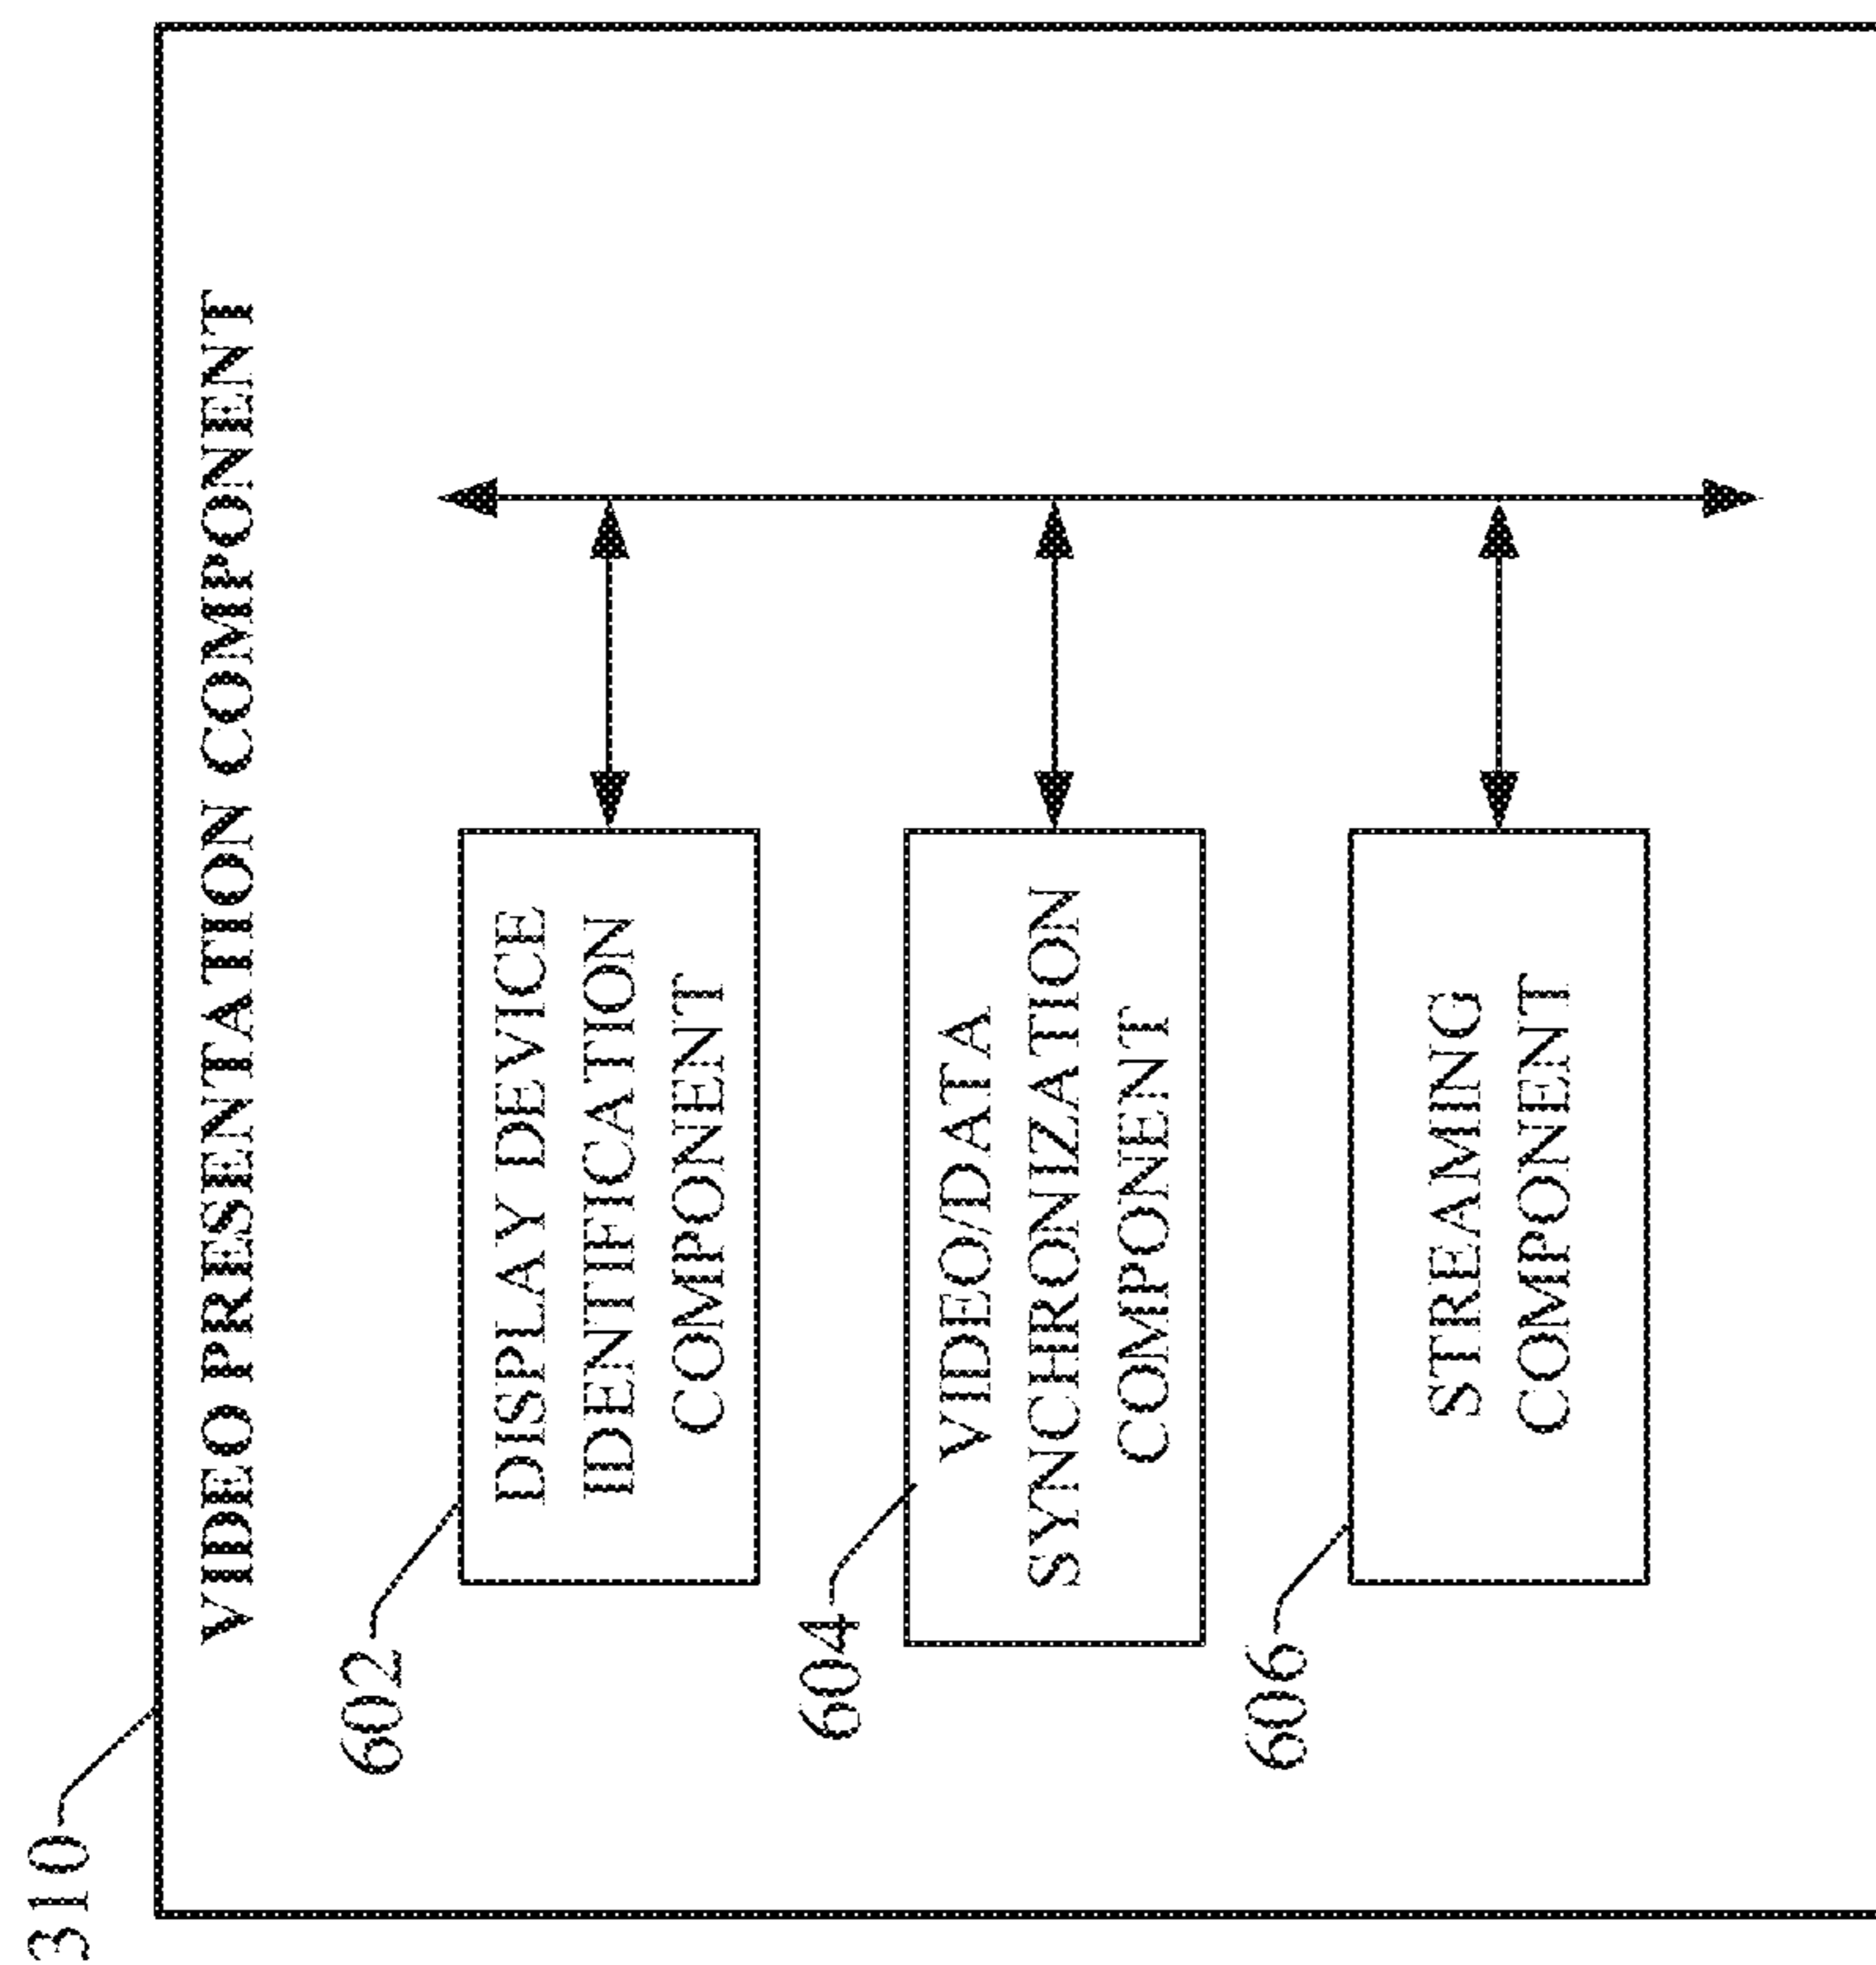 310
VIDEO PRESENTATION COMPONENT
602
DISPLAY DEVICE
IDENTIFICATION
COMPONENT
604
VIDEO/DATA
SYNCHRONIZATION
COMPONENT
606
STREAMING
COMPONENT